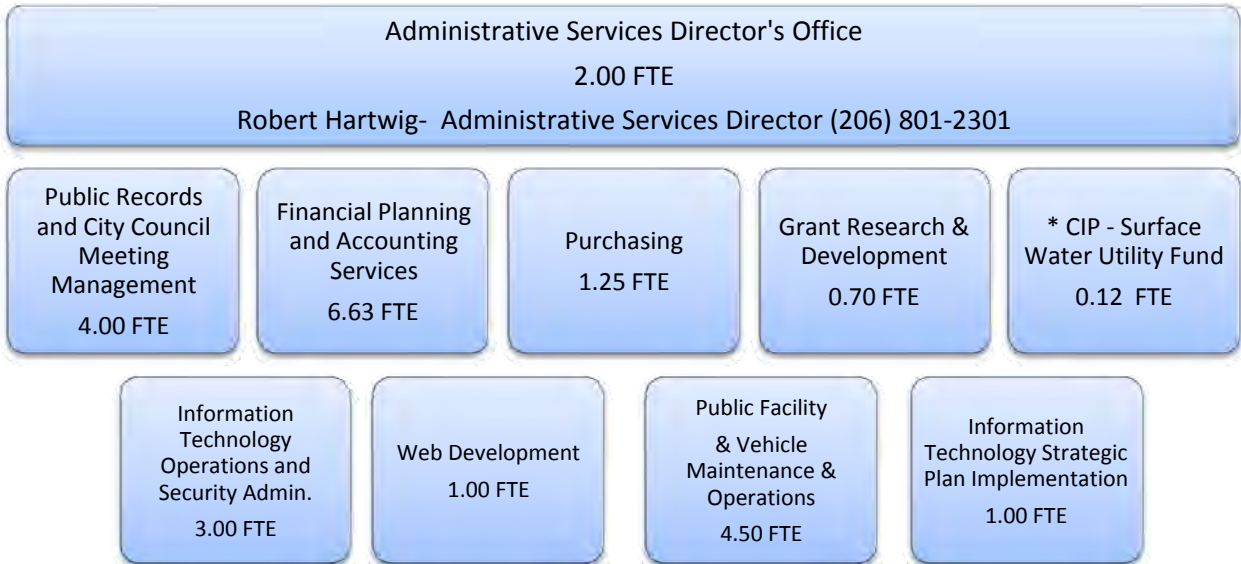 Administrative Services Director's Office
2.00 FTE
Robert Hartwig- Administrative Services Director (206) 801-2301
Public Records
and City Council
Meeting
Management
4.00 FTE
Financial Planning
and Accounting
Services
6.63 FTE
Purchasing
1.25 FTE
Grant Research &
Development
0.70 FTE
* CIP - Surface
Water Utility Fund
0.12 FTE
Information
Technology
Operations and
Security Admin.
3.00 FTE
Web Development
1.00 FTE
Public Facility
& Vehicle
Maintenance &
Operations
4.50 FTE
Information
Technology Strategic
Plan Implementation
1.00 FTE